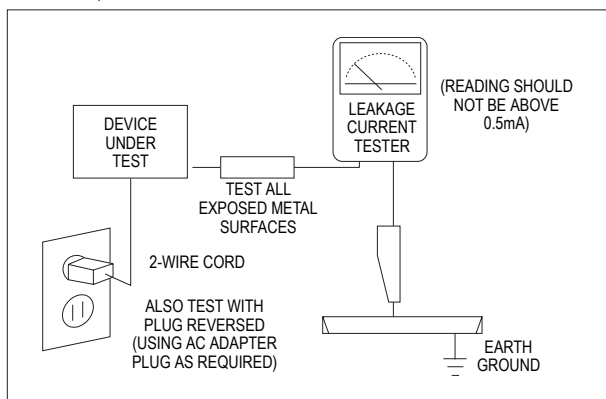 DEVICE
UNDER
TEST
LEAKAGE
CURRENT
TESTER
(READING SHOULD
NOT BE ABOVE
0.5mA)
TEST ALL
EXPOSED METAL
SURFACES
2-WIRE CORD
ALSO TEST WITH
PLUG REVERSED
(USING AC ADAPTER
PLUG AS REQUIRED)
EARTH
GROUND